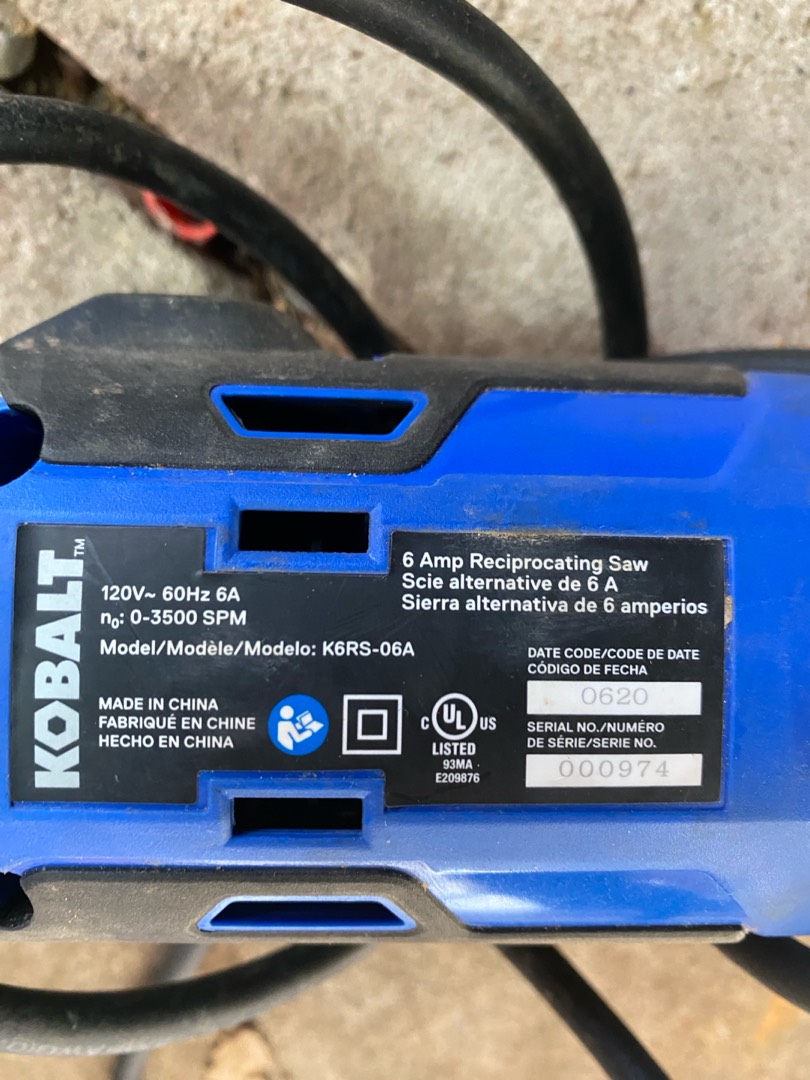 KOBALT™
120V~ 60Hz 6A
n₀: 0-3500 SPM
Model/Modèle/Modelo: K6RS-06A
MADE IN CHINA
FABRIQUÉ EN CHINE
HECHO EN CHINA
C UL US
LISTED
93MA
E209876
6 Amp Reciprocating Saw
Scie alternative de 6 A
Sierra alternativa de 6 amperios
DATE CODE/CODE DE DATE
CÓDIGO DE FECHA
0620
SERIAL NO./NUMÉRO
DE SÉRIE/SERIE NO.
000974